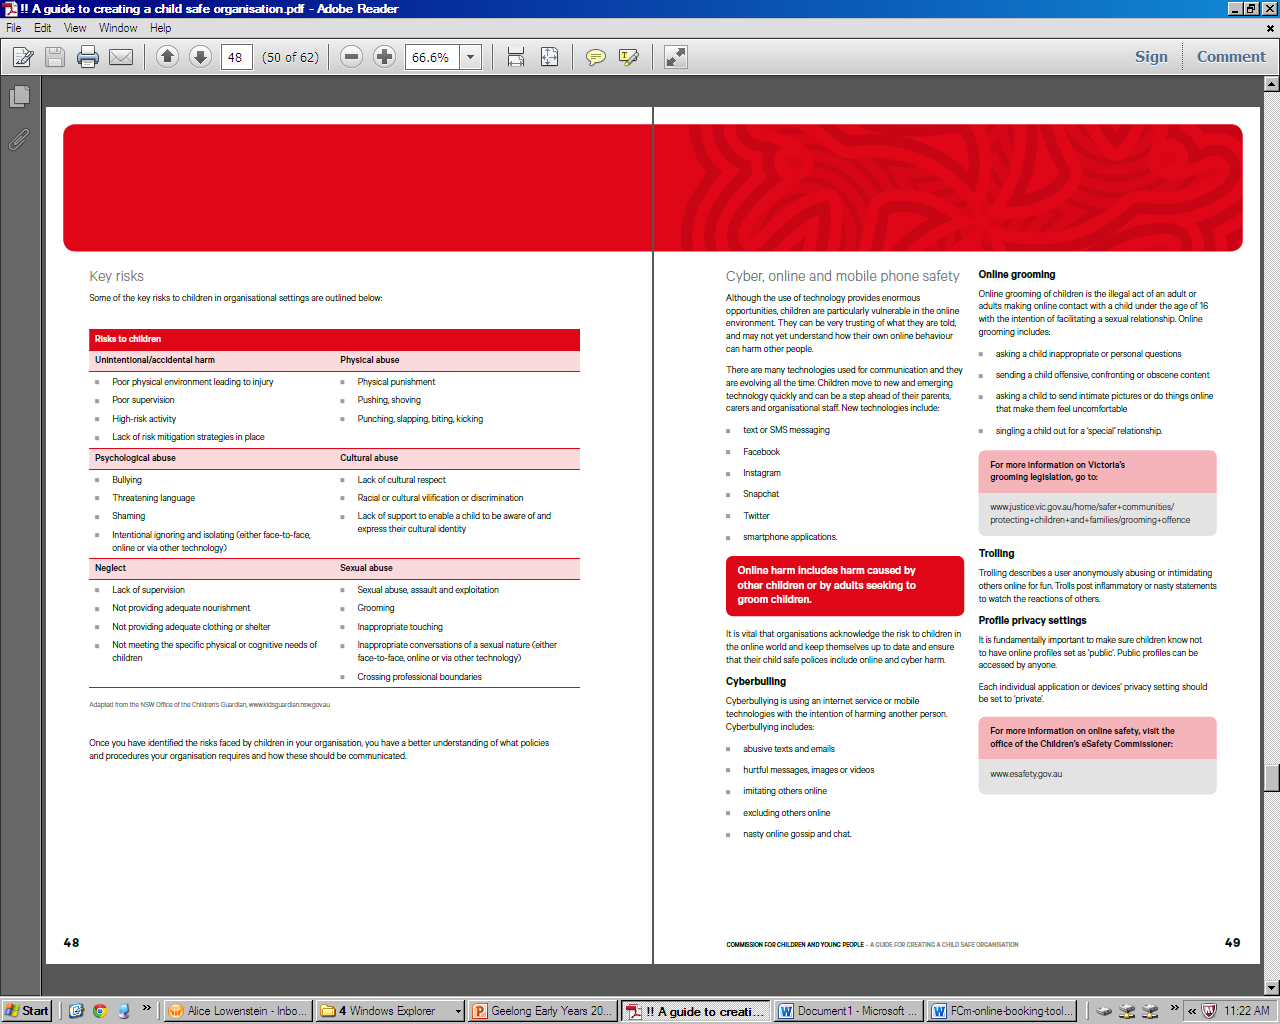 !! A guide to creating a child safe organisation.pdf - Adobe Reader
File Edit View Window Help
48 (50 of 62) 66.6% Sign Comment
Key risks
Some of the key risks to children in organisational settings are outlined below:
Risks to children
Unintentional/accidental harm
Poor physical environment leading to injury
Poor supervision
High-risk activity
Lack of risk mitigation strategies in place
Physical abuse
Physical punishment
Pushing, shoving
Punching, slapping, biting, kicking
Psychological abuse
Bullying
Threatening language
Shaming
Intentional ignoring and isolating (either face-to-face,
online or via other technology)
Cultural abuse
Lack of cultural respect
Racial or cultural vilification or discrimination
Lack of support to enable a child to be aware of and
express their cultural identity
Neglect
Lack of supervision
Not providing adequate nourishment
Not providing adequate clothing or shelter
Not meeting the specific physical or cognitive needs of
children
Sexual abuse
Sexual abuse, assault and exploitation
Grooming
Inappropriate touching
Inappropriate conversations of a sexual nature (either
face-to-face, online or via other technology)
Crossing professional boundaries
Adapted from the NSW Office of the Children's Guardian, www.kidsguardian.nsw.gov.au
Once you have identified the risks faced by children in your organisation, you have a better understanding of what policies
and procedures your organisation requires and how these should be communicated.
48
Cyber, online and mobile phone safety
Although the use of technology provides enormous
opportunities, children are particularly vulnerable in the online
environment. They can be very trusting of what they are told,
and may not yet understand how their own online behaviour
can harm other people.
There are many technologies used for communication and they
are evolving all the time. Children move to new and emerging
technology quickly and can be a step ahead of their parents,
carers and organisational staff. New technologies include:
text or SMS messaging
Facebook
Instagram
Snapchat
Twitter
smartphone applications.
Online harm includes harm caused by
other children or by adults seeking to
groom children.
It is vital that organisations acknowledge the risk to children in
the online world and keep themselves up to date and ensure
that their child safe polices include online and cyber harm.
Cyberbulling
Cyberbullying is using an internet service or mobile
technologies with the intention of harming another person.
Cyberbullying includes:
abusive texts and emails
hurtful messages, images or videos
imitating others online
excluding others online
nasty online gossip and chat.
Online grooming
Online grooming of children is the illegal act of an adult or
adults making online contact with a child under the age of 16
with the intention of facilitating a sexual relationship. Online
grooming includes:
asking a child inappropriate or personal questions
sending a child offensive, confronting or obscene content
asking a child to send intimate pictures or do things online
that make them feel uncomfortable
singling a child out for a 'special' relationship.
For more information on Victoria's
grooming legislation, go to:
www.justice.vic.gov.au/home/safer+communities/
protecting+children+and+families/grooming+offence
Trolling
Trolling describes a user anonymously abusing or intimidating
others online for fun. Trolls post inflammatory or nasty statements
to watch the reactions of others.
Profile privacy settings
It is fundamentally important to make sure children know not
to have online profiles set as 'public'. Public profiles can be
accessed by anyone.
Each individual application or devices' privacy setting should
be set to 'private'.
For more information on online safety, visit the
office of the Children's eSafety Commissioner:
www.esafety.gov.au
COMMISSION FOR CHILDREN AND YOUNG PEOPLE – A GUIDE FOR CREATING A CHILD SAFE ORGANISATION
49
Start Alice Lowenstein - Inbo... 4 Windows Explorer Geelong Early Years 20... !! A guide to creati... Document1 - Microsoft ... FCm-online-booking-tool... 11:22 AM